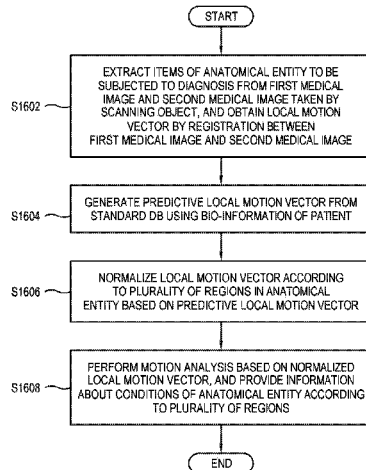 START
S1602
EXTRACT ITEMS OF ANATOMICAL ENTITY TO BE
SUBJECTED TO DIAGNOSIS FROM FIRST MEDICAL
IMAGE AND SECOND MEDICAL IMAGE TAKEN BY
SCANNING OBJECT, AND OBTAIN LOCAL MOTION
VECTOR BY REGISTRATION BETWEEN
FIRST MEDICAL IMAGE AND SECOND MEDICAL IMAGE
S1604
GENERATE PREDICTIVE LOCAL MOTION VECTOR FROM
STANDARD DB USING BIO-INFORMATION OF PATIENT
S1606
NORMALIZE LOCAL MOTION VECTOR ACCORDING
TO PLURALITY OF REGIONS IN ANATOMICAL
ENTITY BASED ON PREDICTIVE LOCAL MOTION VECTOR
S1608
PERFORM MOTION ANALYSIS BASED ON NORMALIZED
LOCAL MOTION VECTOR, AND PROVIDE INFORMATION
ABOUT CONDITIONS OF ANATOMICAL ENTITY ACCORDING
TO PLURALITY OF REGIONS
END